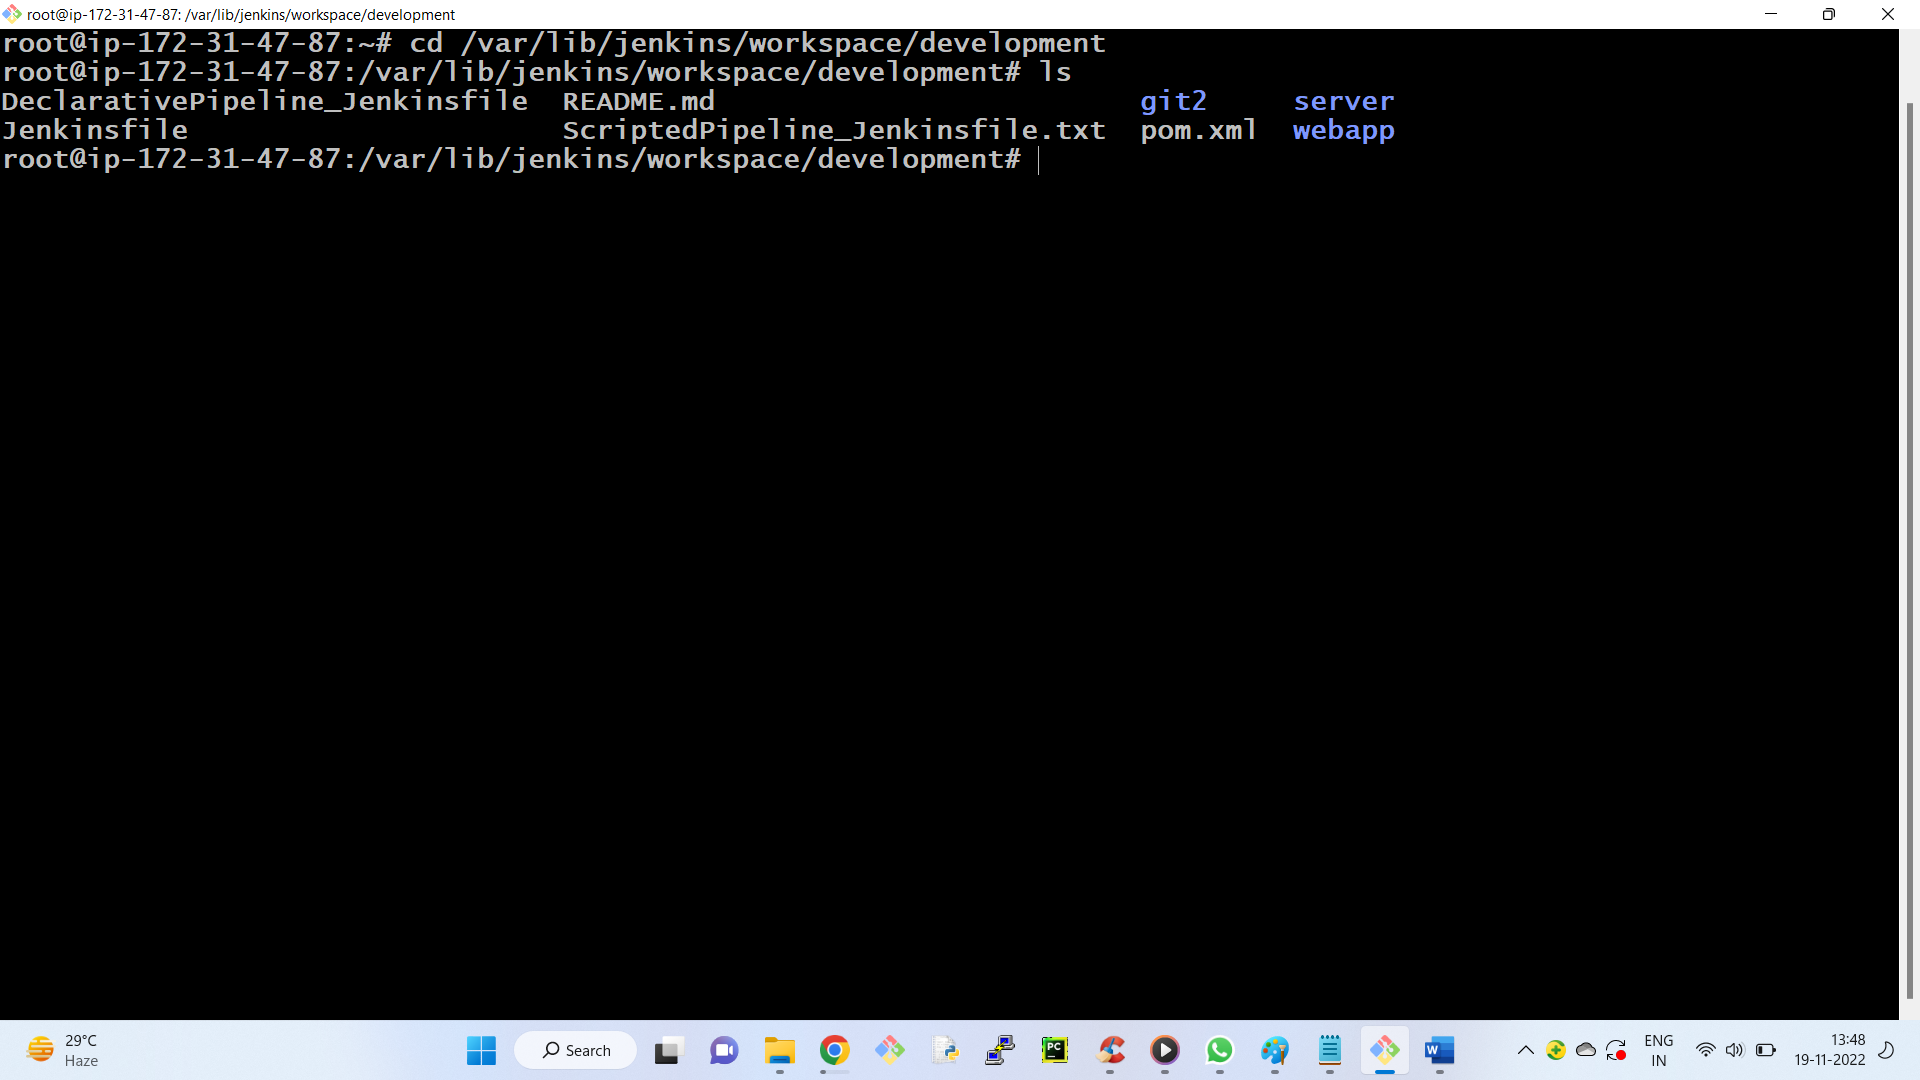 root@ip-172-31-47-87: /var/lib/jenkins/workspace/development
root@ip-172-31-47-87:~# cd /var/lib/jenkins/workspace/development
root@ip-172-31-47-87:/var/lib/jenkins/workspace/development# ls
DeclarativePipeline_Jenkinsfile  README.md                         git2     server
Jenkinsfile                      ScriptedPipeline_Jenkinsfile.txt  pom.xml  webapp
root@ip-172-31-47-87:/var/lib/jenkins/workspace/development#
29°C
Haze
Search
PC
W
ENG
IN
13:48
19-11-2022